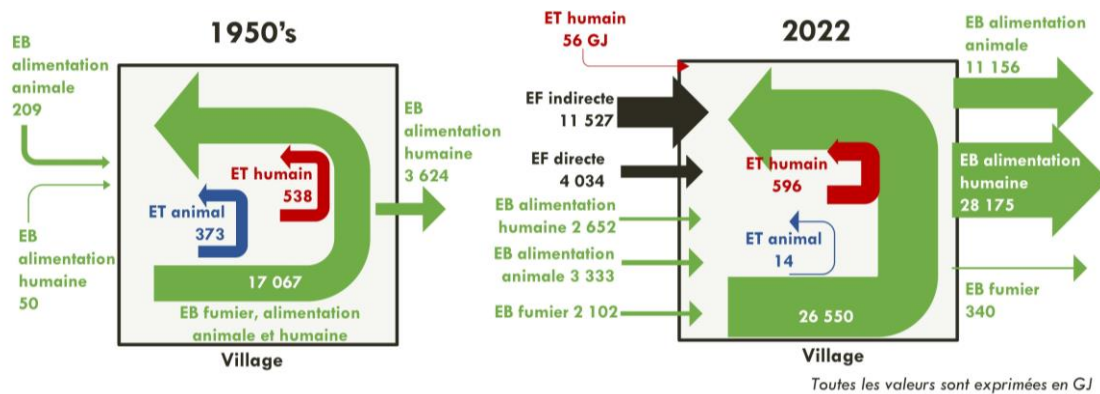 1950's
EB
alimentation
animale
209
EB
alimentation
humaine
50
ET humain
538
ET animal
373
17 067
EB fumier, alimentation
animale et humaine
Village
EB
alimentation
humaine
3 624
2022
ET humain
56 GJ
EF indirecte
11 527
EF directe
4 034
EB alimentation
humaine 2 652
EB alimentation
animale 3 333
EB fumier 2 102
ET humain
596
ET animal
14
26 550
Village
EB
alimentation
animale
11 156
EB alimentation
humaine
28 175
EB fumier
340
Toutes les valeurs sont exprimées en GJ